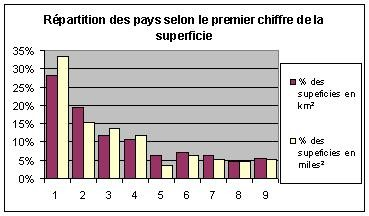 Répartition des pays selon le premier chiffre de la
superficie
35%
30%
25%
20%
15%
10%
5%
0%
1 2 3 4 5 6 7 8 9
% des
supeficies en
km²
% des
supeficies en
miles²